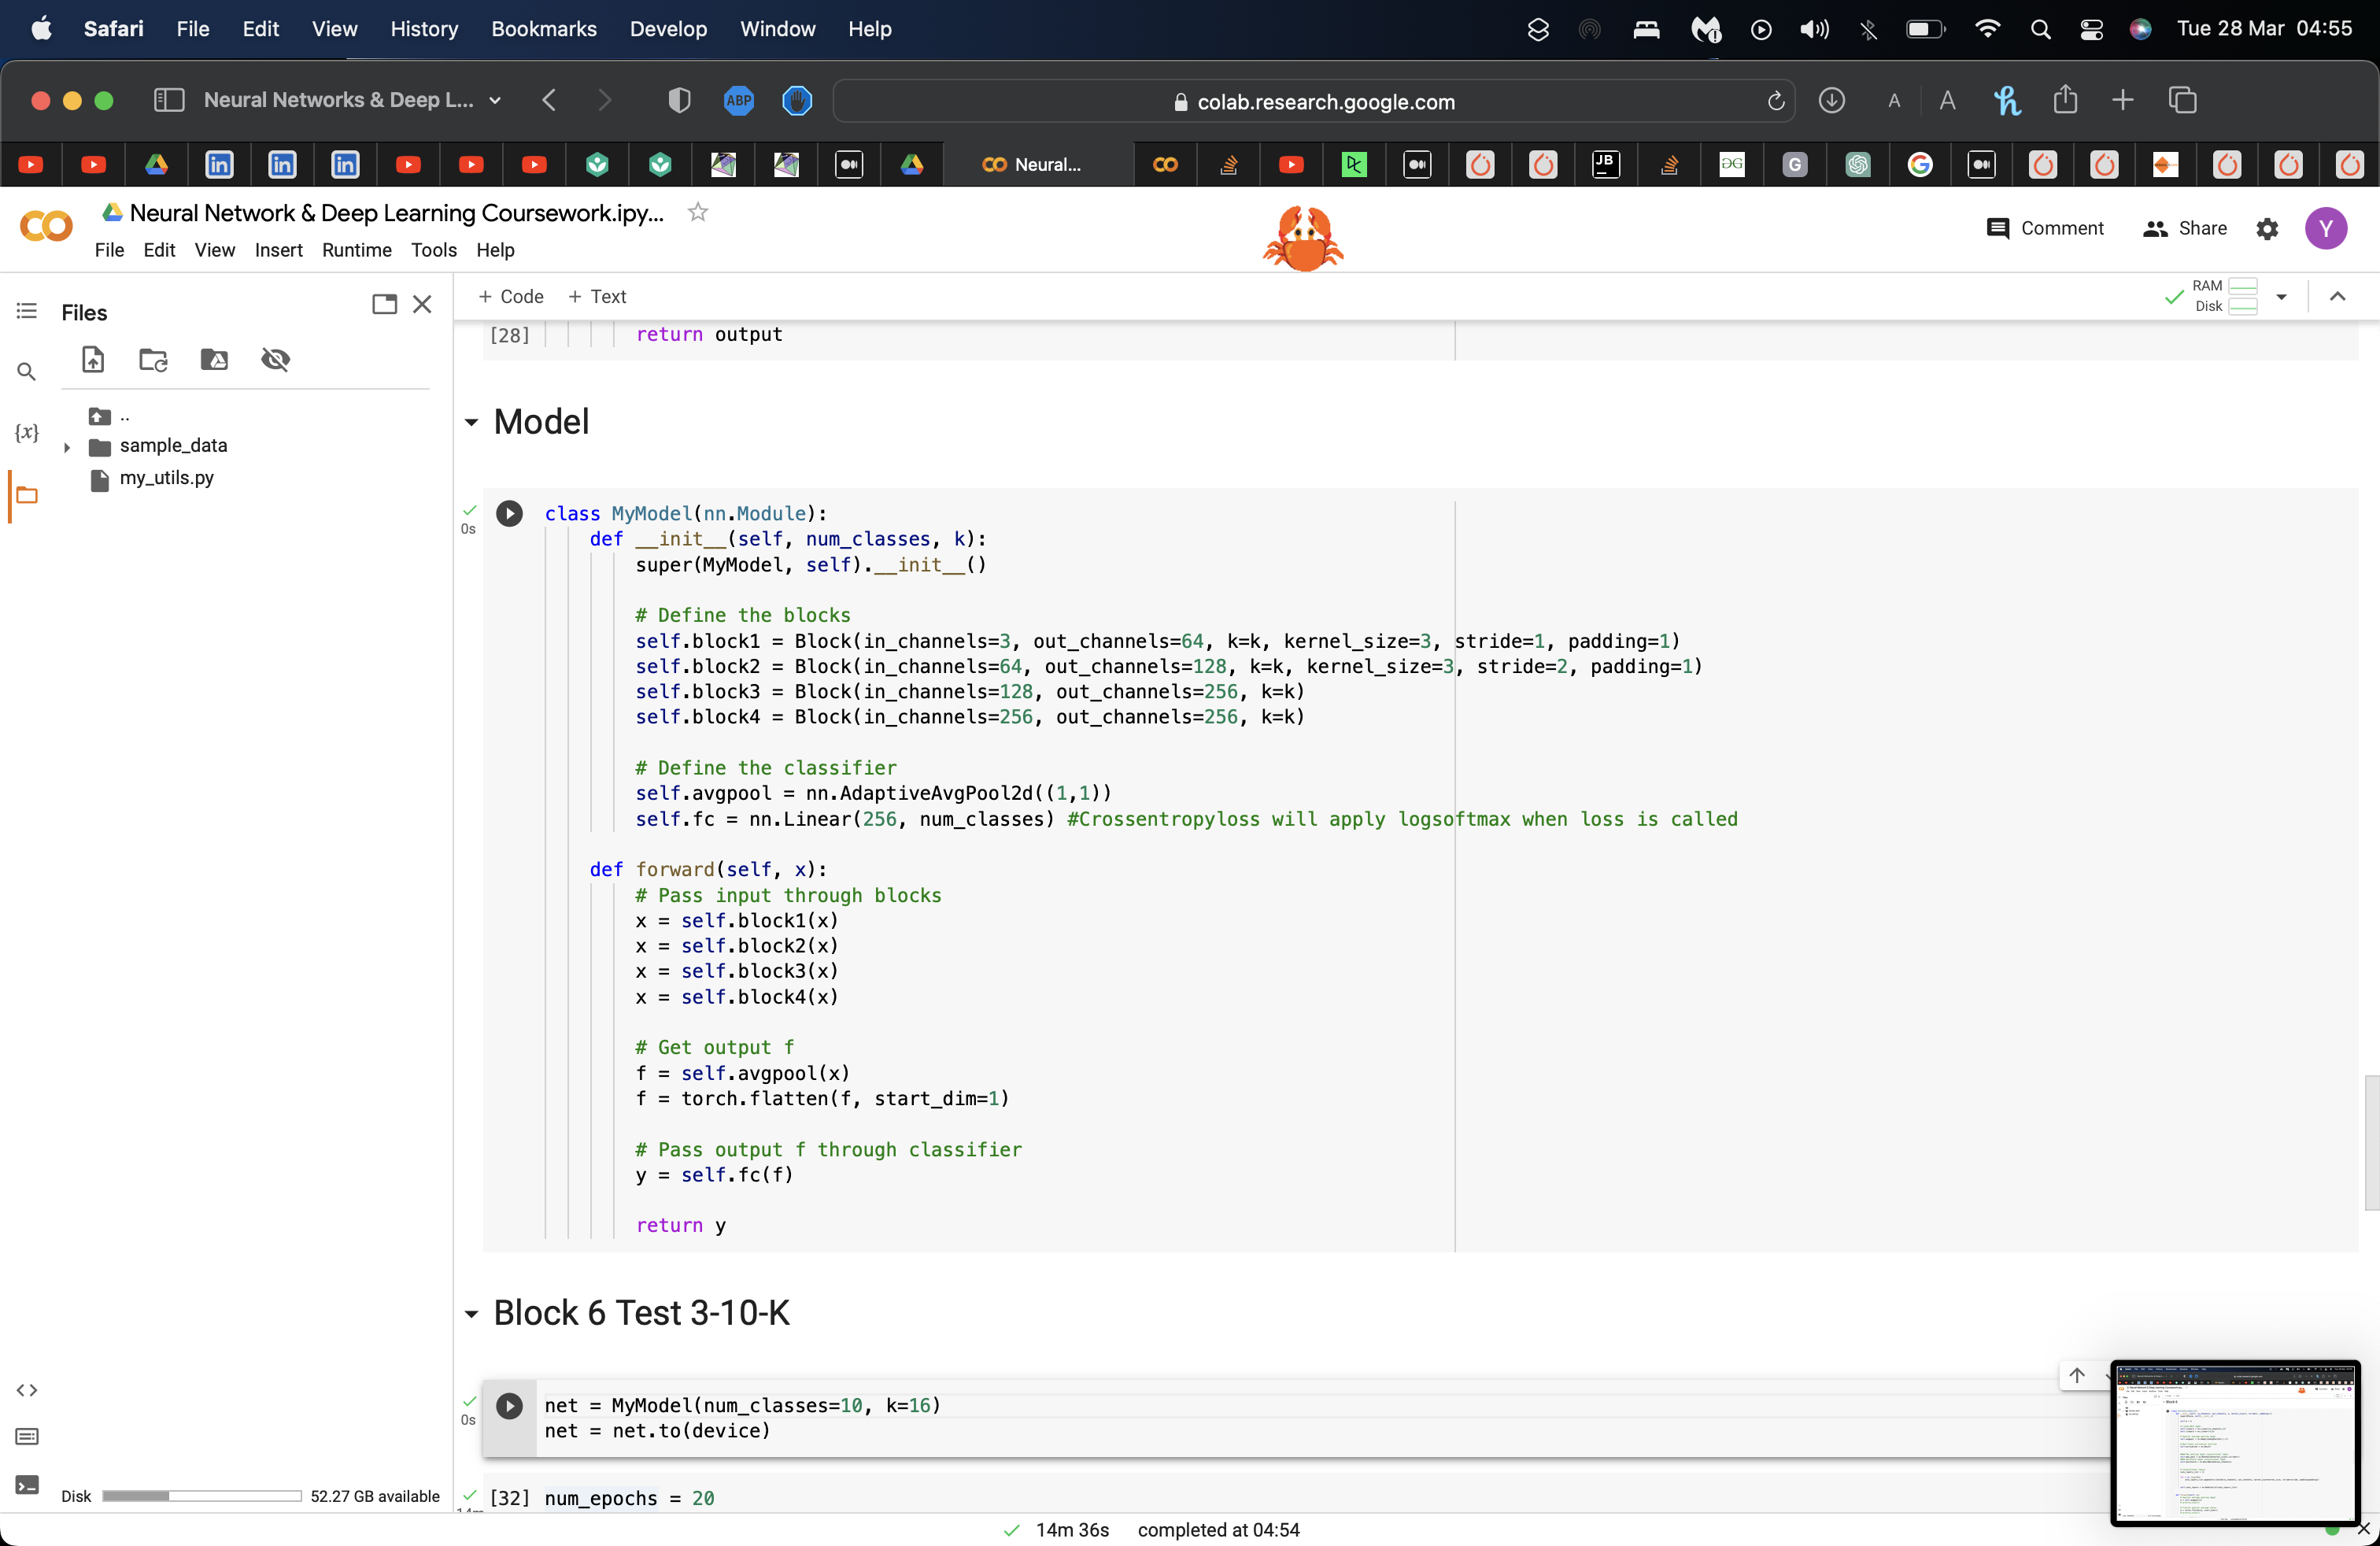 Safari File Edit View History Bookmarks Develop Window Help Tue 28 Mar 04:55
Neural Networks & Deep L... ABP colab.research.google.com A A
Neural... JB G
Neural Network & Deep Learning Coursework.ipy...
File Edit View Insert Runtime Tools Help
Comment Share Y
Files
+ Code + Text
RAM
Disk
..
sample_data
my_utils.py
{x}
[28] return output
Model
0s
class MyModel(nn.Module):
def __init__(self, num_classes, k):
super(MyModel, self).__init__()
# Define the blocks
self.block1 = Block(in_channels=3, out_channels=64, k=k, kernel_size=3, stride=1, padding=1)
self.block2 = Block(in_channels=64, out_channels=128, k=k, kernel_size=3, stride=2, padding=1)
self.block3 = Block(in_channels=128, out_channels=256, k=k)
self.block4 = Block(in_channels=256, out_channels=256, k=k)
# Define the classifier
self.avgpool = nn.AdaptiveAvgPool2d((1,1))
self.fc = nn.Linear(256, num_classes) #Crossentropyloss will apply logsoftmax when loss is called
def forward(self, x):
# Pass input through blocks
x = self.block1(x)
x = self.block2(x)
x = self.block3(x)
x = self.block4(x)
# Get output f
f = self.avgpool(x)
f = torch.flatten(f, start_dim=1)
# Pass output f through classifier
y = self.fc(f)
return y
Block 6 Test 3-10-K
0s
net = MyModel(num_classes=10, k=16)
net = net.to(device)
[32] num_epochs = 20
Disk 52.27 GB available
14m 36s completed at 04:54